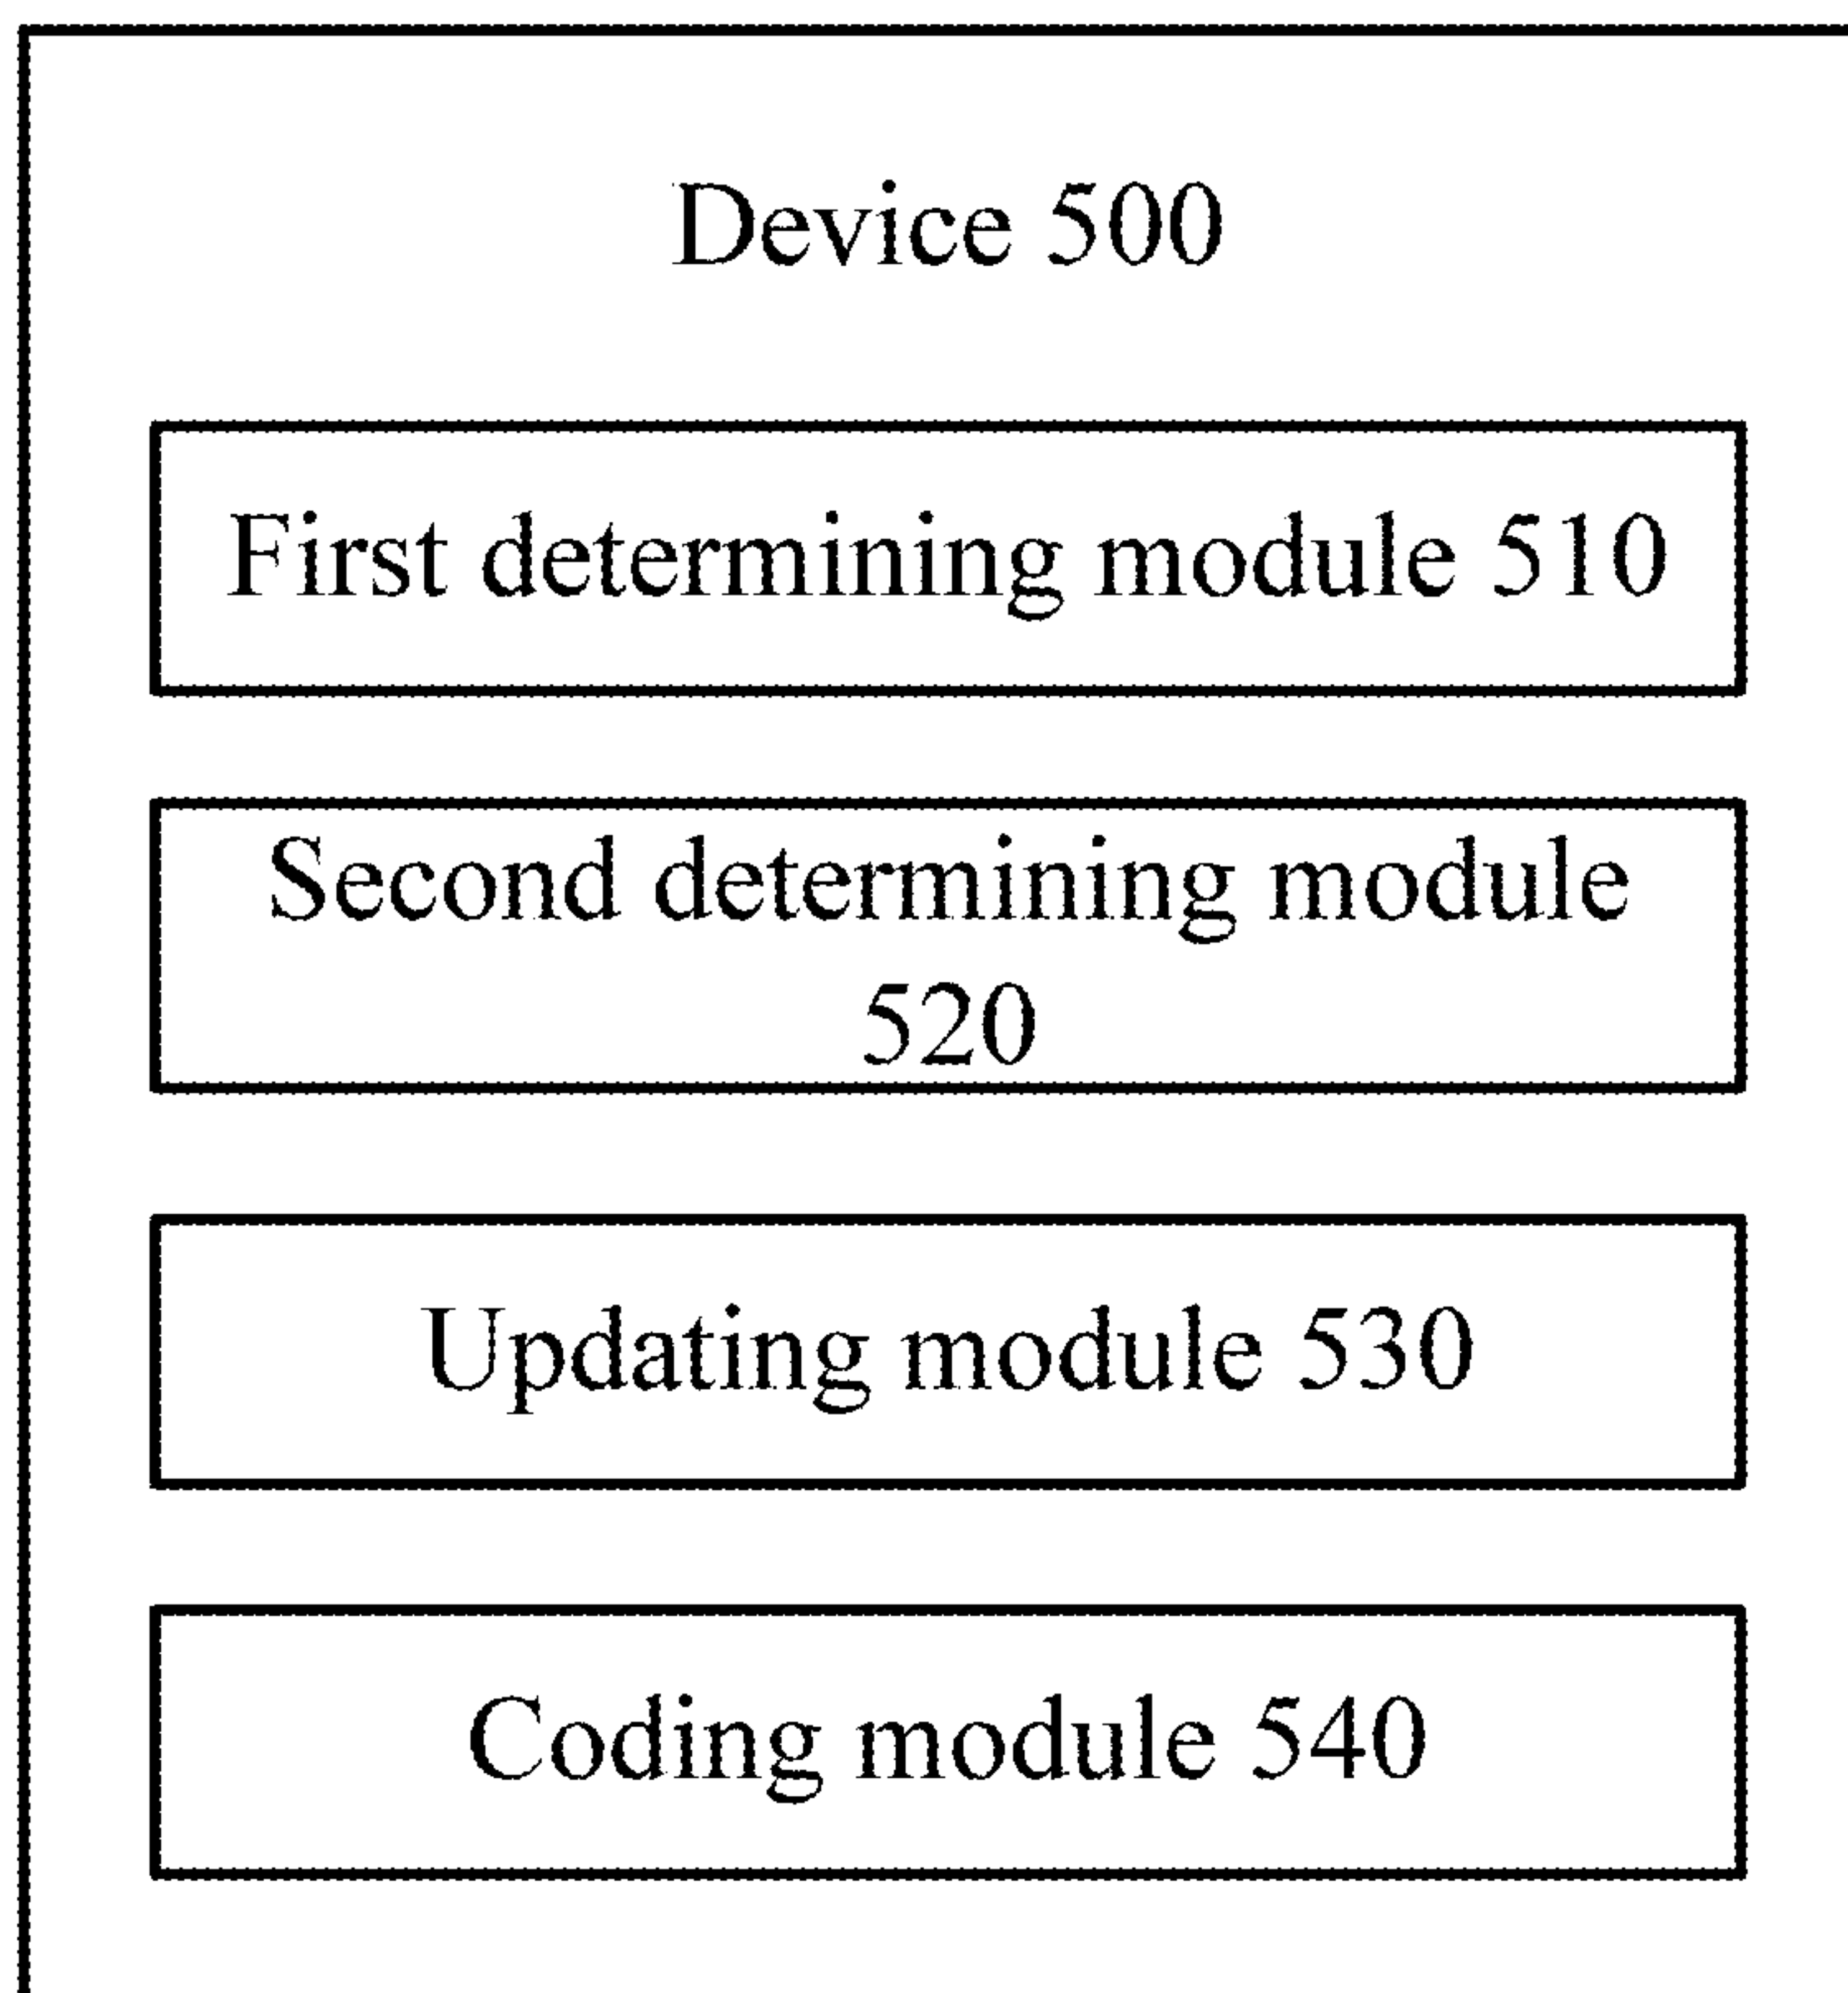 Device 500
First determining module 510
Second determining module
520
Updating module 530
Coding module 540